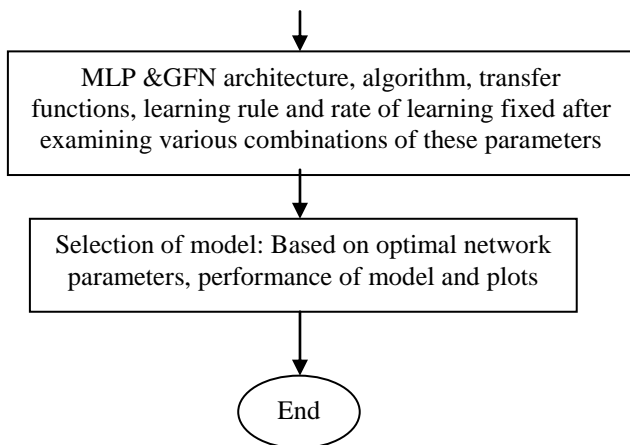 MLP &GFN architecture, algorithm, transfer
functions, learning rule and rate of learning fixed after
examining various combinations of these parameters
Selection of model: Based on optimal network
parameters, performance of model and plots
End